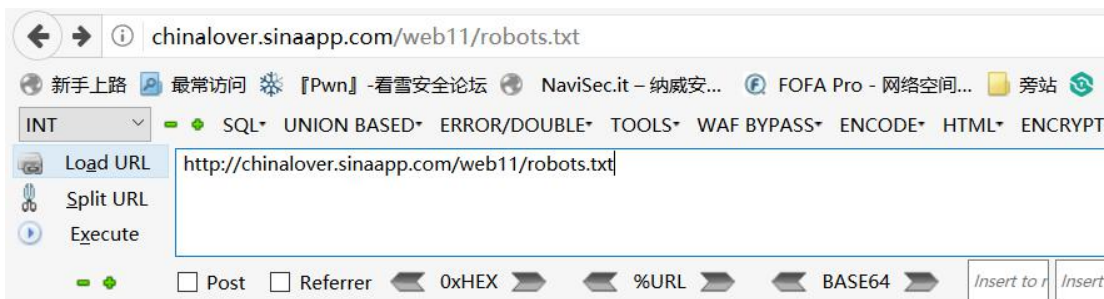 chinalover.sinaapp.com/web11/robots.txt
新手上路 最常访问 『Pwn』-看雪安全论坛 NaviSec.it – 纳威安... FOFA Pro - 网络空间... 旁站
INT SQL UNION BASED ERROR/DOUBLE TOOLS WAF BYPASS ENCODE HTML ENCRYPT
Load URL http://chinalover.sinaapp.com/web11/robots.txt
Split URL
Execute
Post Referrer 0xHEX %URL BASE64 Insert to r Insert